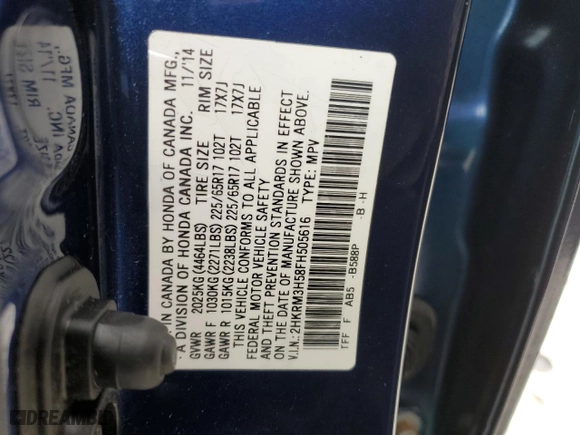 IN CANADA BY HONDA OF CANADA MFG.,
A DIVISION OF HONDA CANADA INC. 11/'14
GVWR 2025KG(4464LBS) TIRE SIZE RIM SIZE
GAWR F 1030KG(2271LBS) 225/65R17 102T 17X7J
GAWR R 1015KG(2238LBS) 225/65R17 102T 17X7J
THIS VEHICLE CONFORMS TO ALL APPLICABLE
FEDERAL MOTOR VEHICLE SAFETY
AND THEFT PREVENTION STANDARDS IN EFFECT
ON THE DATE OF MANUFACTURE SHOWN ABOVE.
V.I.N.: 2HKRM3H58FH505616 TYPE: MPV
TFF F AB5 -B588P -B -H
DREAMBID